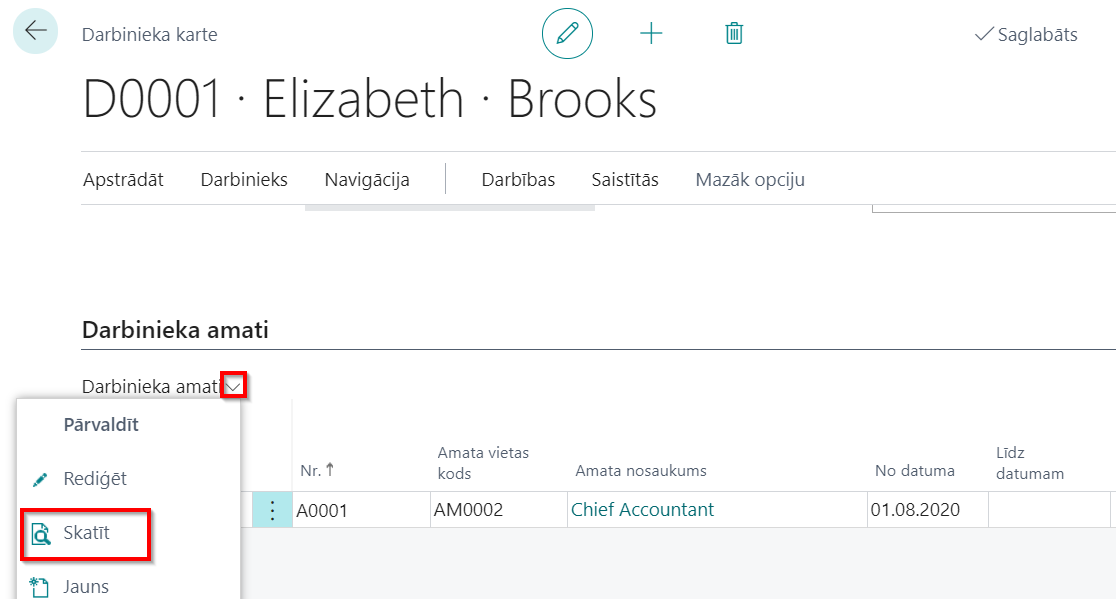 Darbinieka karte
Saglabāts
D0001 · Elizabeth · Brooks
Apstrādāt Darbinieks Navigācija Darbības Saistītās Mazāk opciju
Darbinieka amati
Darbinieka amati
Pārvaldīt
Rediģēt
Skatīt
Jauns
Nr. ↑
Amata vietas
kods
Amata nosaukums
No datuma
Līdz
datumam
A0001 AM0002 Chief Accountant 01.08.2020